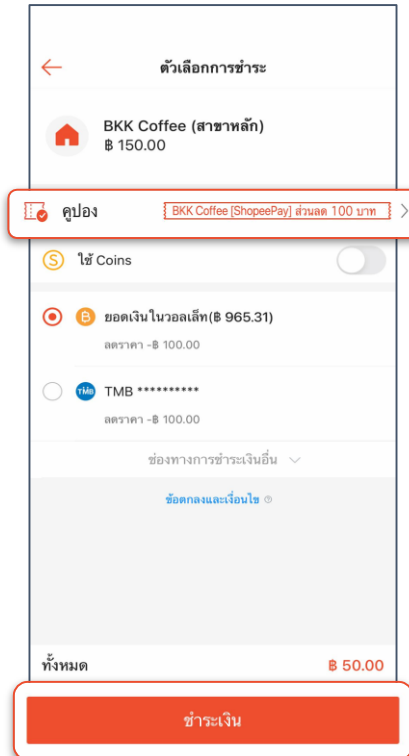 ตัวเลือกการชำระ
BKK Coffee (สาขาหลัก)
฿ 150.00
คูปอง BKK Coffee [ShopeePay] ส่วนลด 100 บาท
S ใช้ Coins
฿ ยอดเงินในวอลเล็ท(฿ 965.31)
ลดราคา -฿ 100.00
TMB TMB **********
ลดราคา -฿ 100.00
ช่องทางการชำระเงินอื่น
ข้อตกลงและเงื่อนไข
ทั้งหมด ฿ 50.00
ชำระเงิน